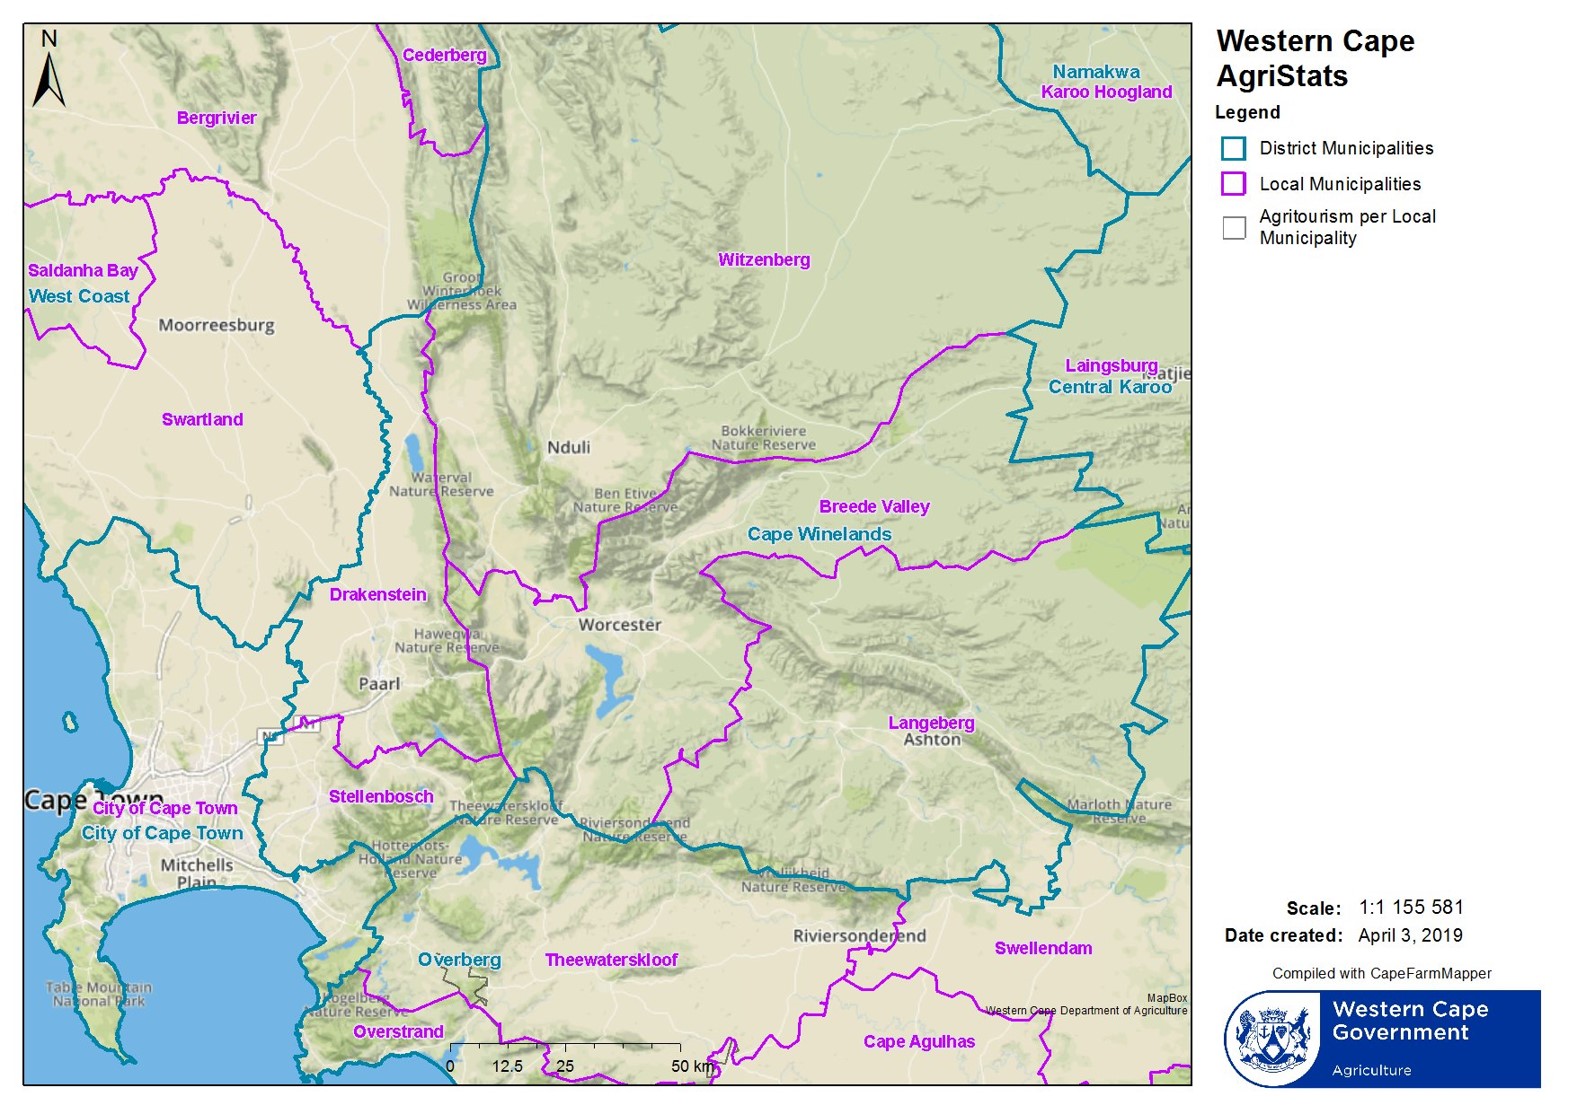 N
Cederberg
Namakwa
Karoo Hoogland
Bergrivier
Saldanha Bay
West Coast
Witzenberg
Groot
Winterhoek
Wilderness Area
Moorreesburg
Laingsburg
Matjie
Central Karoo
Swartland
Bokkeriviere
Nature Reserve
Nduli
Waterval
Nature Reserve
Ben Etive
Nature Reserve
Breede Valley
Cape Winelands
Natu
Drakenstein
Worcester
Haweqwa
Nature Reserve
Paarl
N1
N1
Langeberg
Ashton
Cape Town
City of Cape Town
City of Cape Town
Stellenbosch
Theewaterskloof
Nature Reserve
Riviersonderend
Nature Reserve
Marloth Nature
Reserve
Mitchells
Plain
Hottentots-
Holland Nature
Reserve
Vrolijkheid
Nature Reserve
Riviersonderend
Swellendam
Overberg
Theewaterskloof
Table Mountain
National Park
Kogelberg
Nature Reserve
Overstrand
Cape Agulhas
MapBox
Western Cape Department of Agriculture
0 12.5 25 50 km
Western Cape
AgriStats
Legend
District Municipalities
Local Municipalities
Agritourism per Local
Municipality
Scale: 1:1 155 581
Date created: April 3, 2019
Compiled with CapeFarmMapper
Western Cape
Government
Agriculture